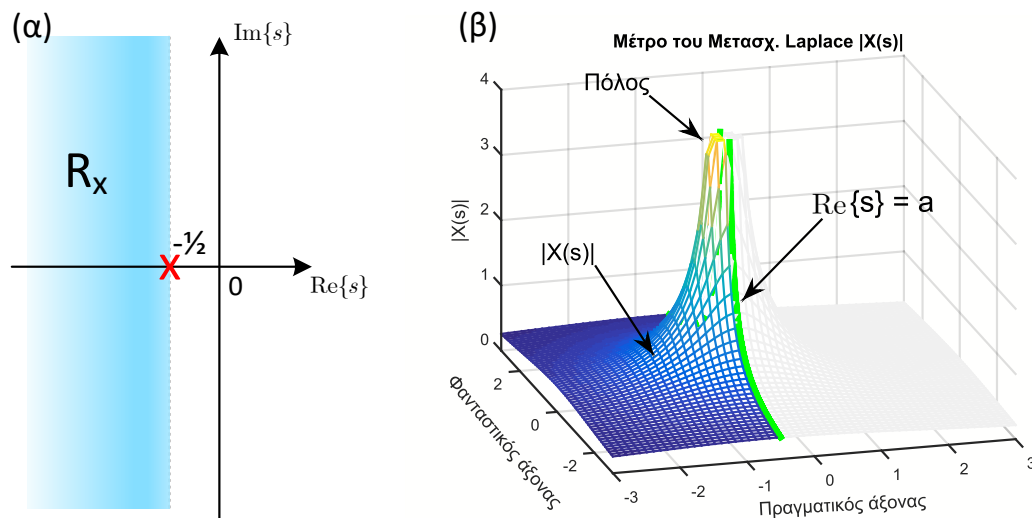 (α)
Im{s}
R_x
-½
0
Re{s}
(β)
Μέτρο του Μετασχ. Laplace |X(s)|
Πόλος
Re{s} = a
|X(s)|
|X(s)|
4
3
2
1
0
2
0
-2
Φανταστικός άξονας
-3
-2
-1
0
1
2
3
Πραγματικός άξονας